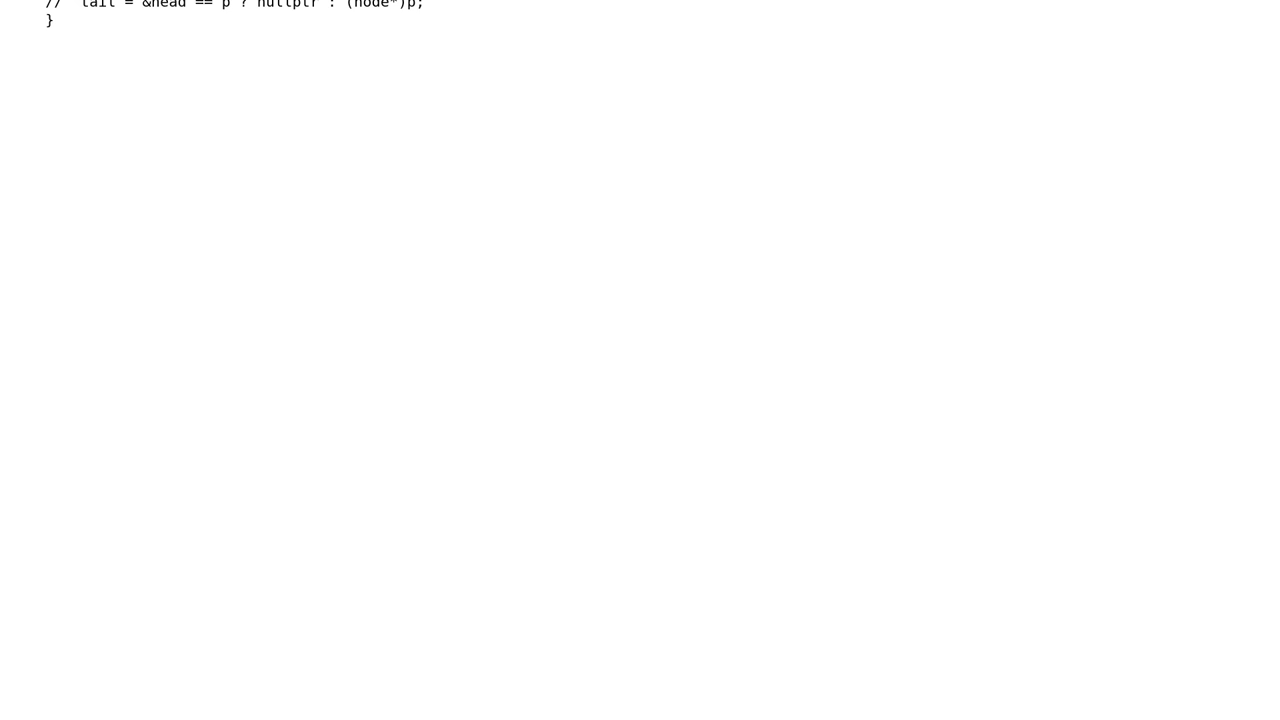 //  tail = &head == p ? nullptr : (node*)p;
}